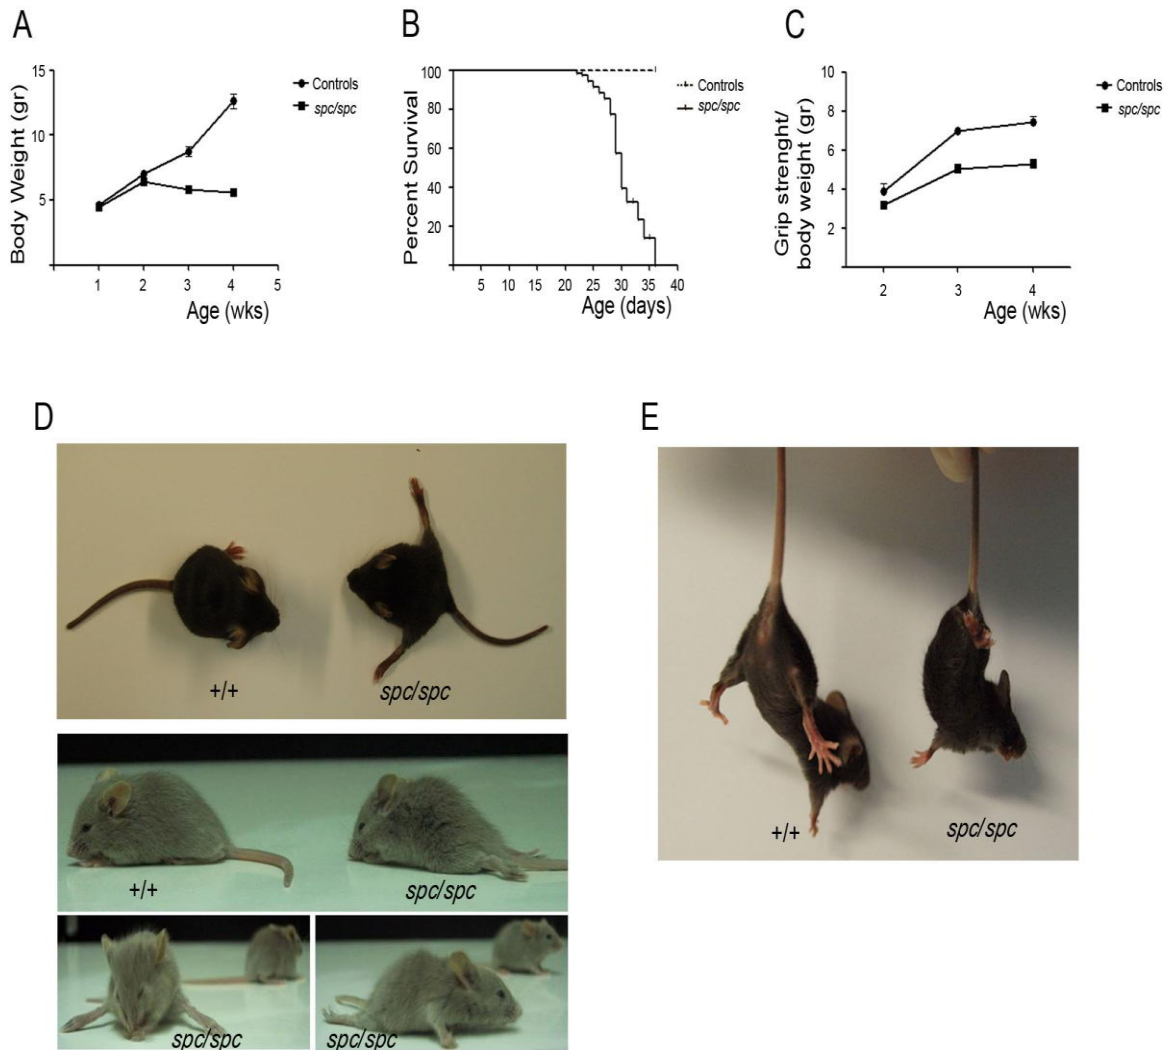 A
Body Weight (gr)
15
10
5
1 2 3 4 5
Age (wks)
Controls
spc/spc
B
Percent Survival
100
80
60
40
20
5 10 15 20 25 30 35 40
Age (days)
Controls
spc/spc
C
Grip strenght/
body weight (gr)
10
8
6
4
2
2 3 4
Age (wks)
Controls
spc/spc
D
+/+ spc/spc
+/+ spc/spc
spc/spc spc/spc
E
+/+ spc/spc